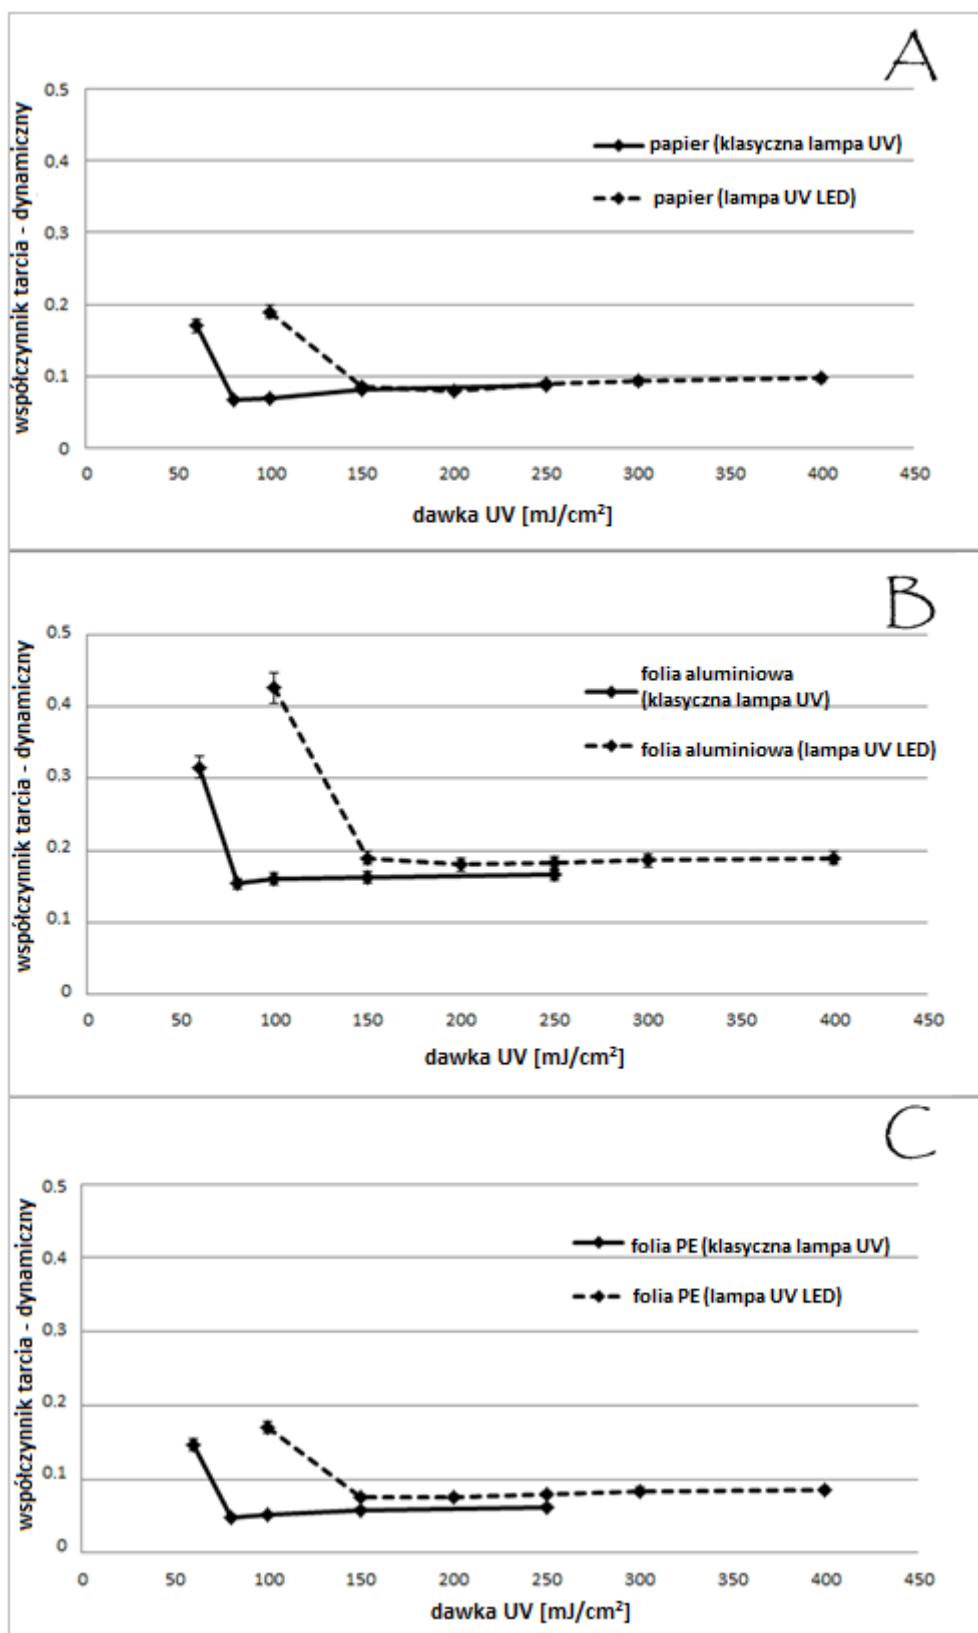 A
współczynnik tarcia - dynamiczny
0.5
0.4
0.3
0.2
0.1
0
papier (klasyczna lampa UV)
papier (lampa UV LED)
0 50 100 150 200 250 300 350 400 450
dawka UV [mJ/cm²]
B
współczynnik tarcia - dynamiczny
0.5
0.4
0.3
0.2
0.1
0
folia aluminiowa
(klasyczna lampa UV)
folia aluminiowa (lampa UV LED)
0 50 100 150 200 250 300 350 400 450
dawka UV [mJ/cm²]
C
współczynnik tarcia - dynamiczny
0.5
0.4
0.3
0.2
0.1
0
folia PE (klasyczna lampa UV)
folia PE (lampa UV LED)
0 50 100 150 200 250 300 350 400 450
dawka UV [mJ/cm²]